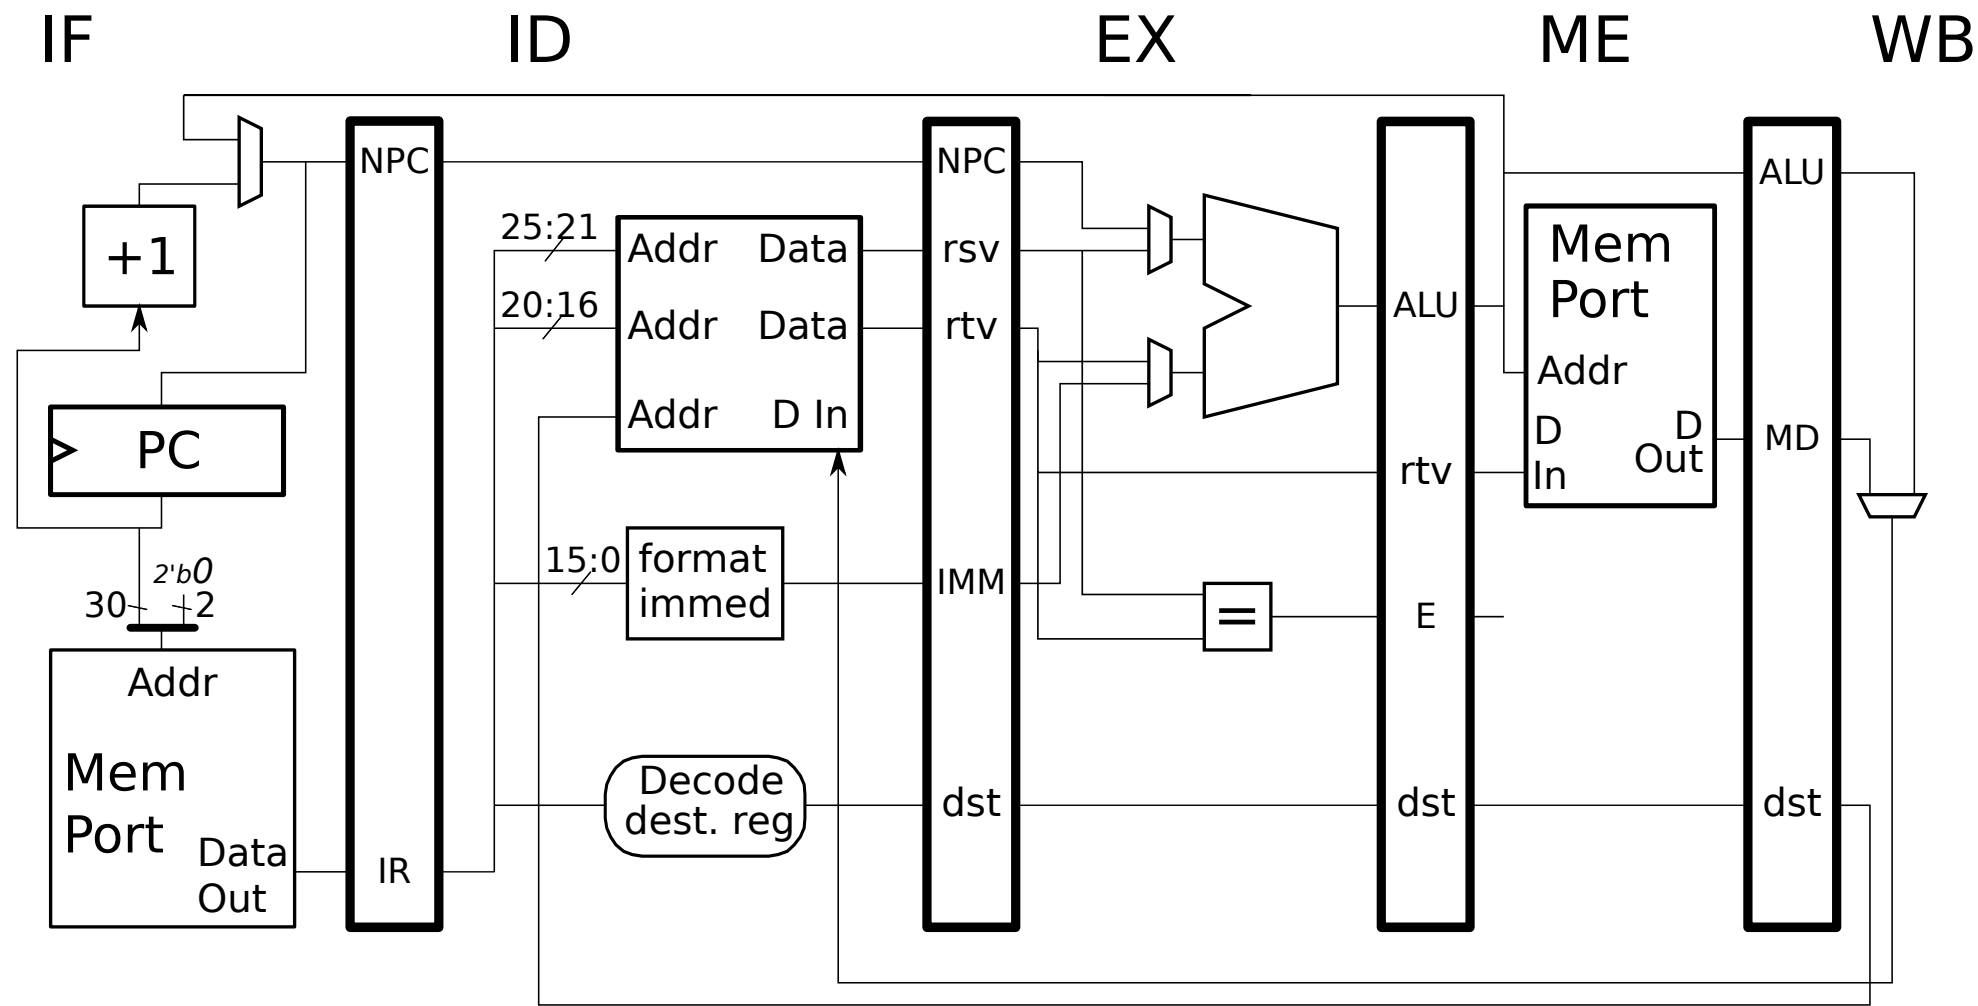 IF
ID
EX
ME
WB
+1
PC
2'b0
30
2
Addr
Mem
Port
Data
Out
NPC
IR
25:21
20:16
15:0
Addr Data
Addr Data
Addr D In
format
immed
Decode
dest. reg
NPC
rsv
rtv
IMM
dst
=
ALU
rtv
E
dst
Mem
Port
Addr
D
In
D
Out
ALU
MD
dst